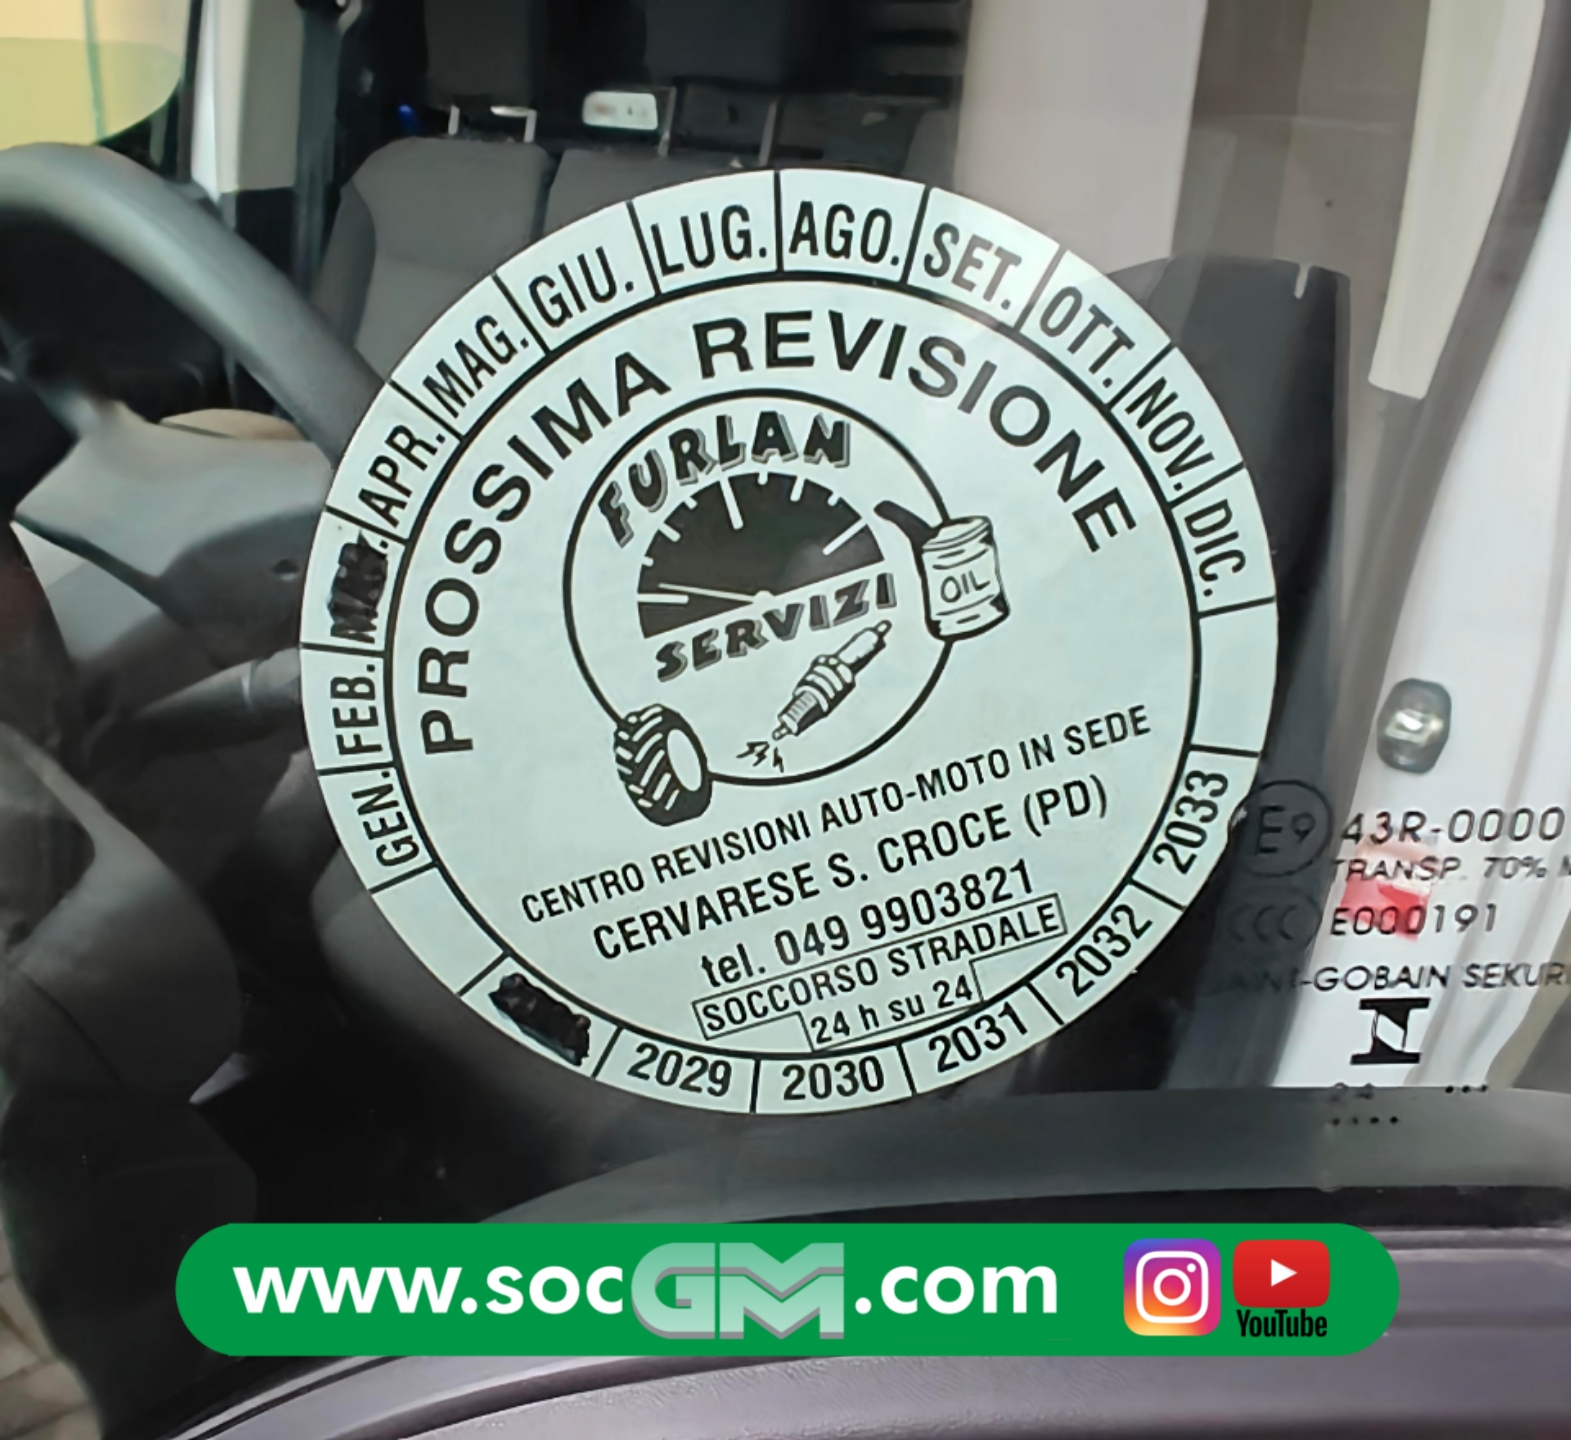 GEN.
FEB.
APR.
MAG.
GIU.
LUG.
AGO.
SET.
OTT.
NOV.
DIC.
PROSSIMA REVISIONE
FURLAN
SERVIZI
OIL
CENTRO REVISIONI AUTO-MOTO IN SEDE
CERVARESE S. CROCE (PD)
tel. 049 9903821
SOCCORSO STRADALE
24 h su 24
2029
2030
2031
2032
2033
E9
43R-0000
TRANSP. 70%
CCC
E000191
-GOBAIN SEKUR
www.socGM.com
YouTube